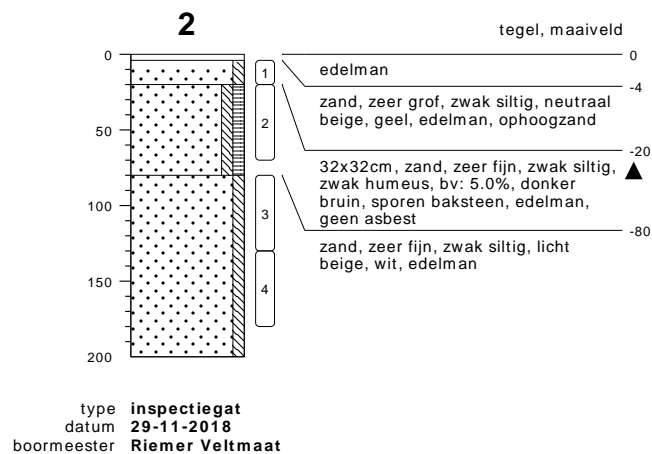 2
tegel, maaiveld
0
50
100
150
200
1
2
3
4
0
edelman
-4
zand, zeer grof, zwak siltig, neutraal
beige, geel, edelman, ophoogzand
-20
32x32cm, zand, zeer fijn, zwak siltig,
zwak humeus, bv: 5.0%, donker
bruin, sporen baksteen, edelman,
geen asbest
-80
zand, zeer fijn, zwak siltig, licht
beige, wit, edelman
type inspectiegat
datum 29-11-2018
boormeester Riemer Veltmaat